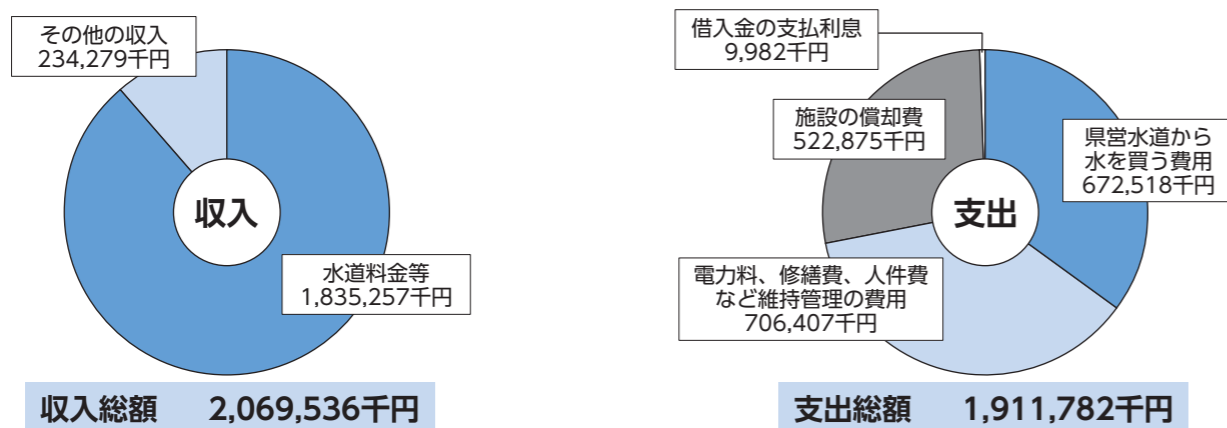 その他の収入
234,279千円
収入
水道料金等
1,835,257千円
収入総額 2,069,536千円
借入金の支払利息
9,982千円
施設の償却費
522,875千円
県営水道から
水を買う費用
672,518千円
支出
電力料、修繕費、人件費
など維持管理の費用
706,407千円
支出総額 1,911,782千円